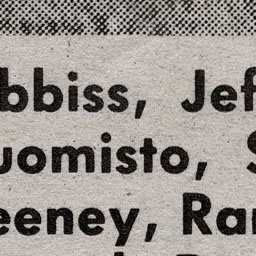 bbiss, Jef
uomisto, S
eeney, Ran